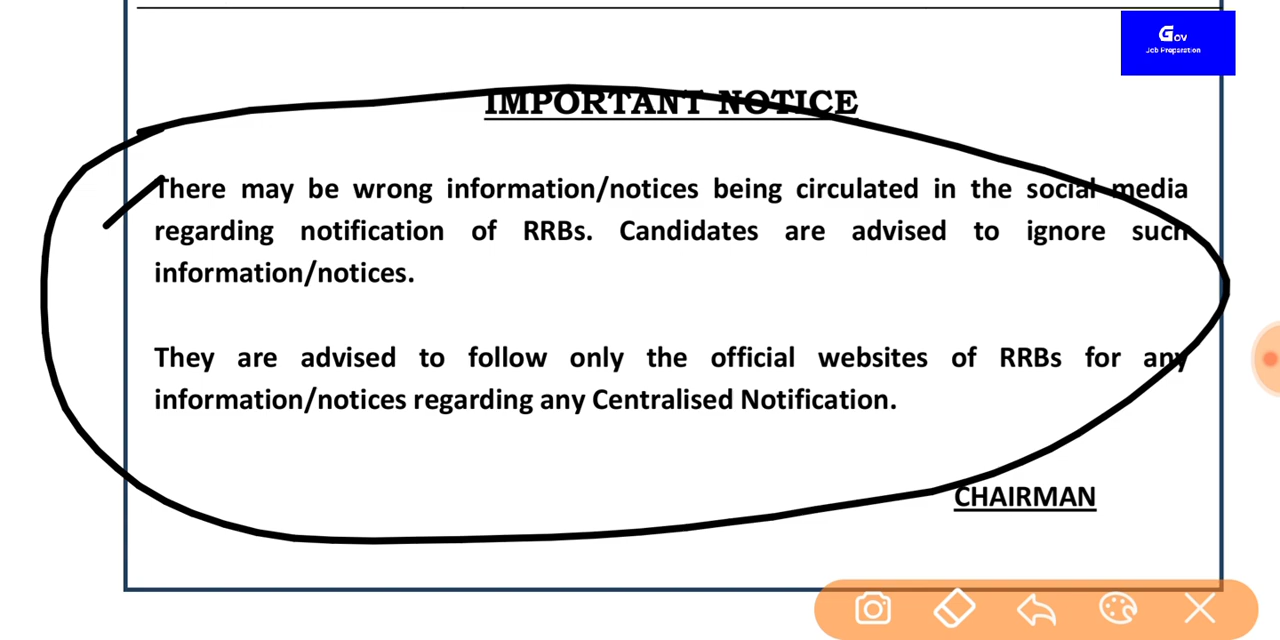 Gov
Job Preparation
IMPORTANT NOTICE
There may be wrong information/notices being circulated in the social media
regarding notification of RRBs. Candidates are advised to ignore such
information/notices.
They are advised to follow only the official websites of RRBs for any
information/notices regarding any Centralised Notification.
CHAIRMAN